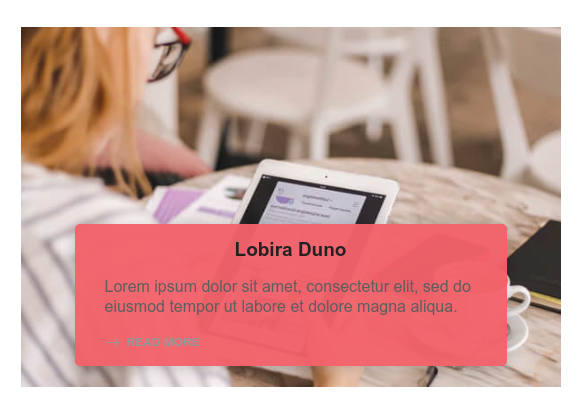 Lobira Duno
Lorem ipsum dolor sit amet, consectetur elit, sed do
eiusmod tempor ut labore et dolore magna aliqua.
READ MORE